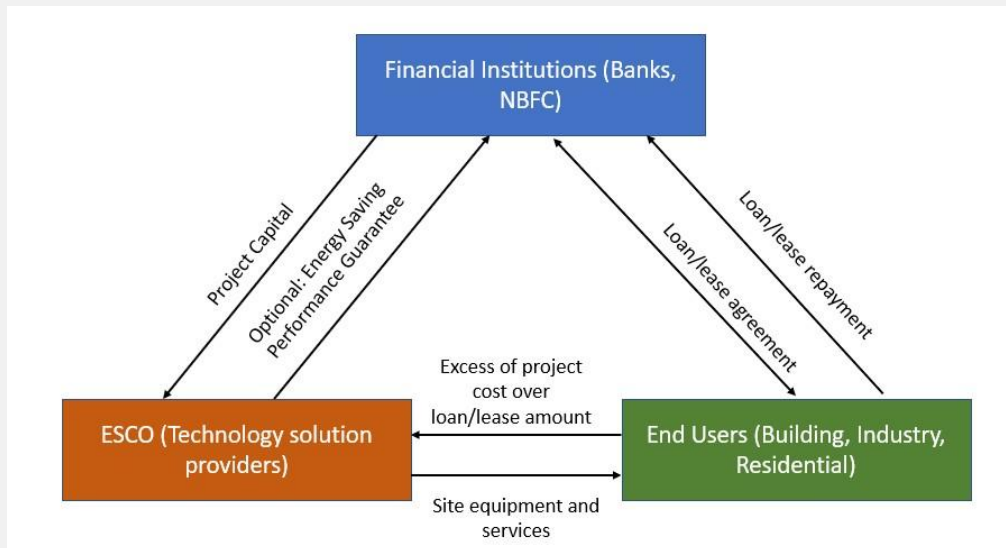 Financial Institutions (Banks,
NBFC)
Project Capital
Optional: Energy Saving
Performance Guarantee
Loan/lease agreement
Loan/lease repayment
Excess of project
cost over
loan/lease amount
ESCO (Technology solution
providers)
End Users (Building, Industry,
Residential)
Site equipment and
services